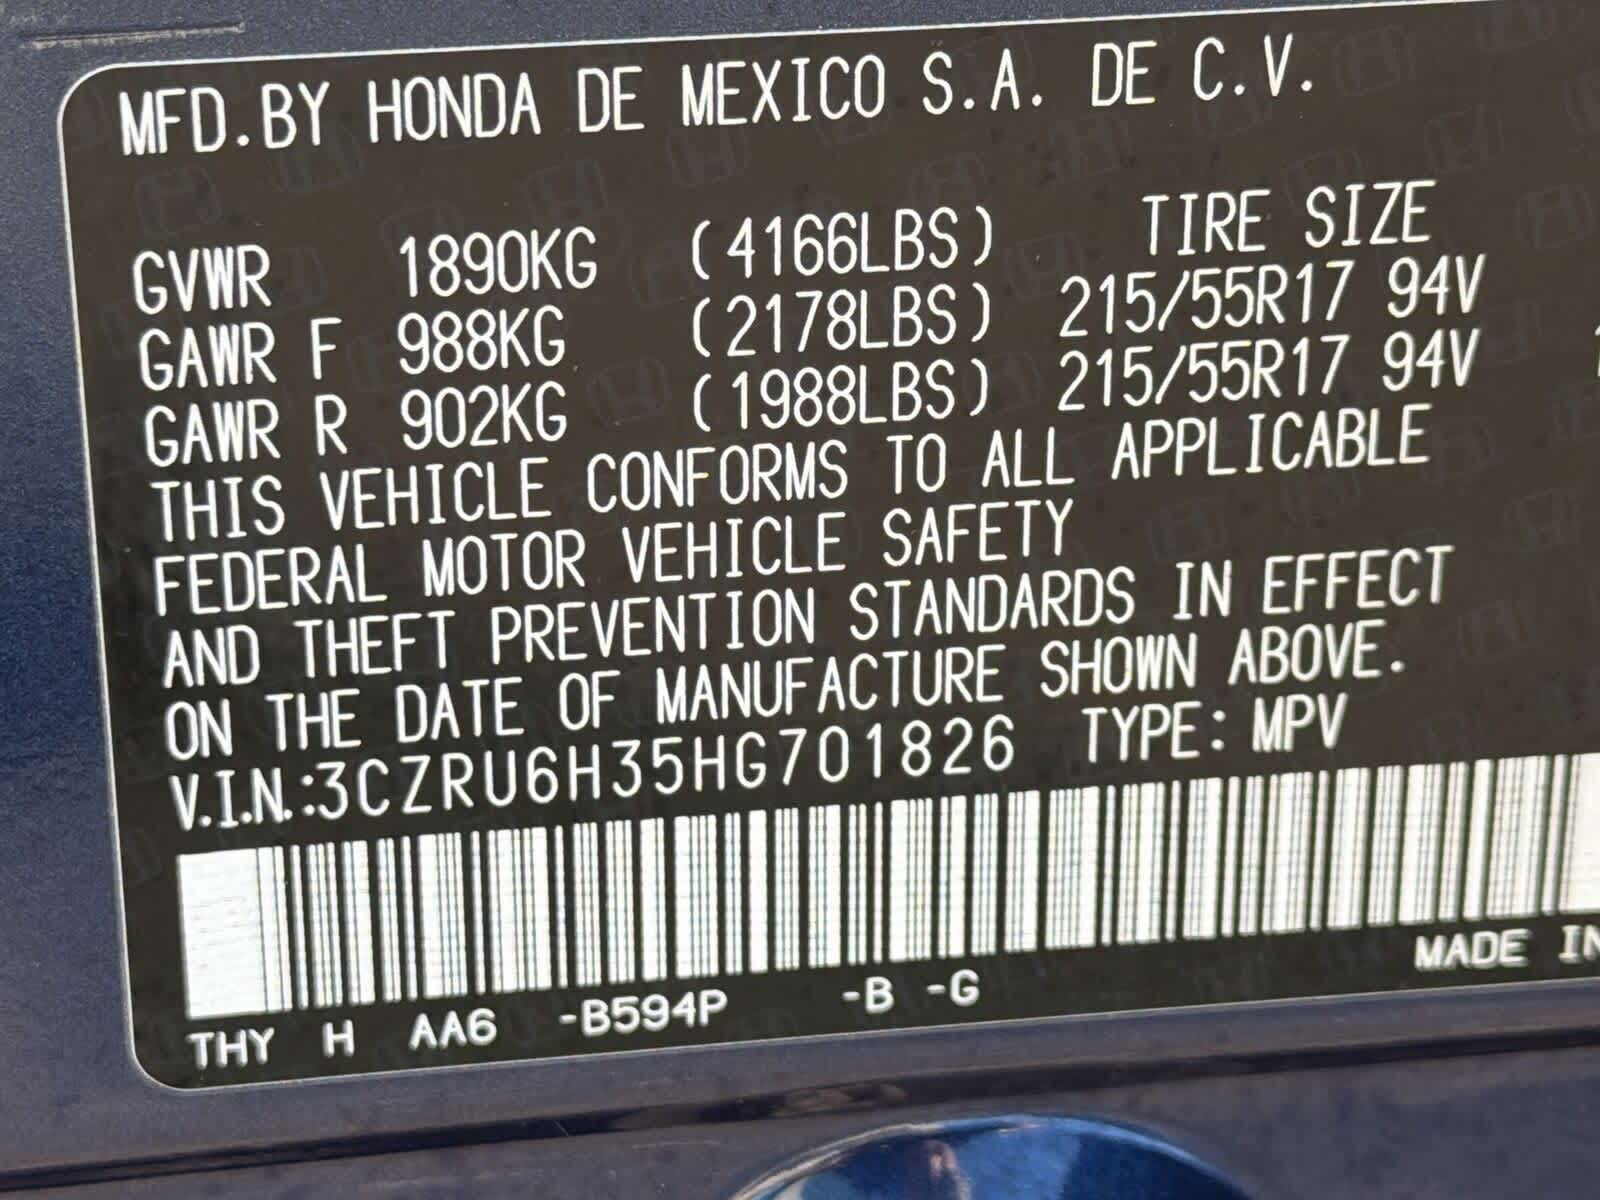 MFD.BY HONDA DE MEXICO S.A. DE C.V.
TIRE SIZE
GVWR 1890KG (4166LBS)
GAWR F 988KG (2178LBS) 215/55R17 94V
GAWR R 902KG (1988LBS) 215/55R17 94V
THIS VEHICLE CONFORMS TO ALL APPLICABLE
FEDERAL MOTOR VEHICLE SAFETY
AND THEFT PREVENTION STANDARDS IN EFFECT
ON THE DATE OF MANUFACTURE SHOWN ABOVE.
V.I.N.:3CZRU6H35HG701826 TYPE: MPV
MADE IN
THY H AA6 -B594P -B -G